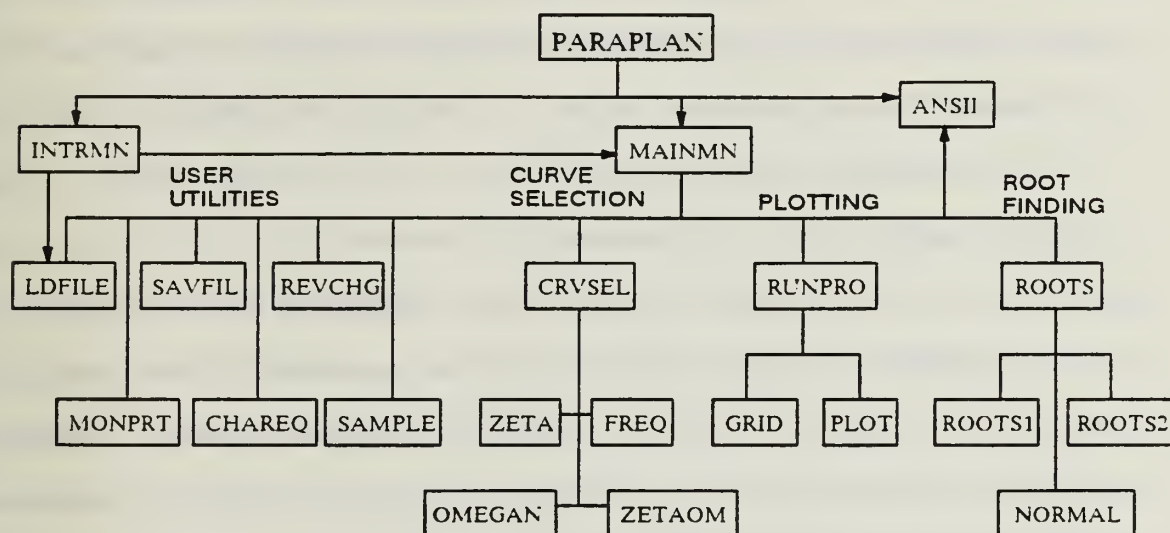 PARAPLAN
ANSII
INTRMN
MAINMN
USER
UTILITIES
CURVE
SELECTION
PLOTTING
ROOT
FINDING
LDFILE
SAVFIL
REVCHG
CRVSEL
RUNPRO
ROOTS
MONPRT
CHAREQ
SAMPLE
ZETA
FREQ
GRID
PLOT
ROOTS1
ROOTS2
OMEGAN
ZETAOM
NORMAL